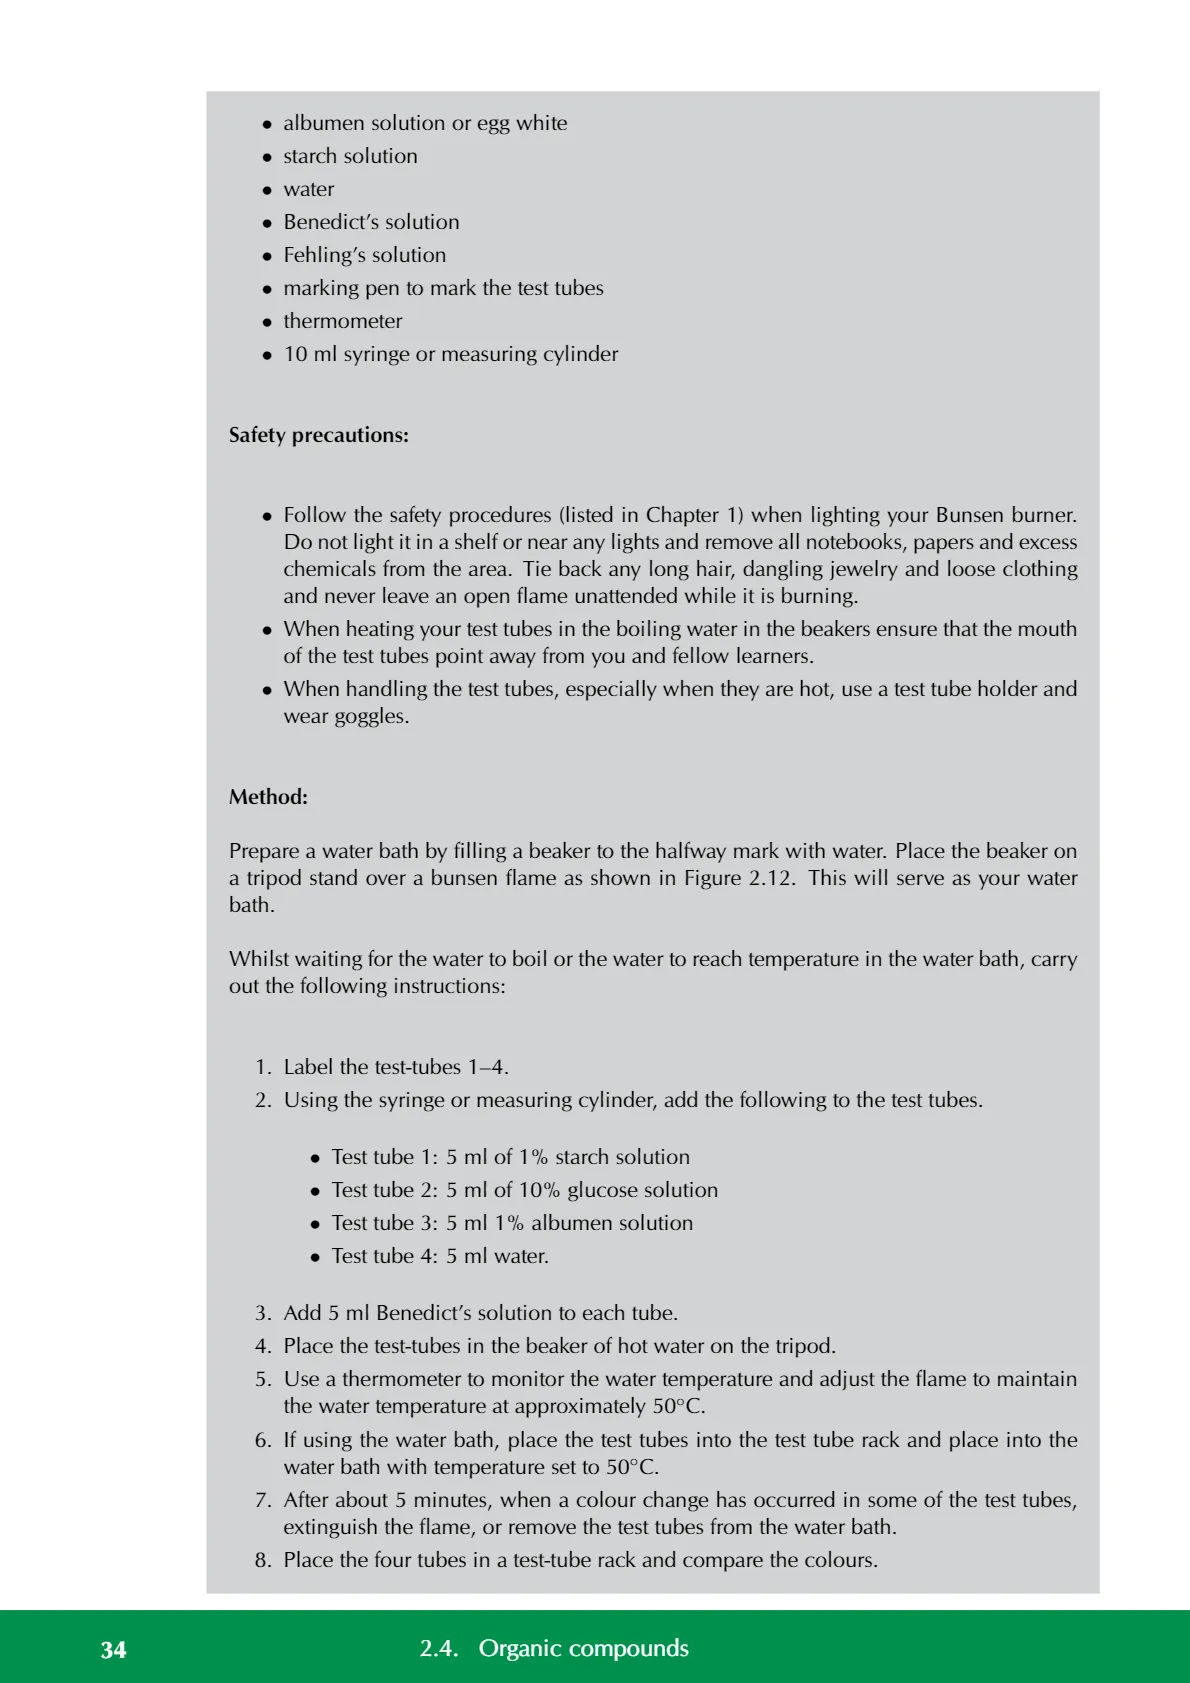 • albumen solution or egg white
• starch solution
• water
• Benedict’s solution
• Fehling’s solution
• marking pen to mark the test tubes
• thermometer
• 10 ml syringe or measuring cylinder
Safety precautions:
• Follow the safety procedures (listed in Chapter 1) when lighting your Bunsen burner.
Do not light it in a shelf or near any lights and remove all notebooks, papers and excess
chemicals from the area. Tie back any long hair, dangling jewelry and loose clothing
and never leave an open flame unattended while it is burning.
• When heating your test tubes in the boiling water in the beakers ensure that the mouth
of the test tubes point away from you and fellow learners.
• When handling the test tubes, especially when they are hot, use a test tube holder and
wear goggles.
Method:
Prepare a water bath by filling a beaker to the halfway mark with water. Place the beaker on
a tripod stand over a bunsen flame as shown in Figure 2.12. This will serve as your water
bath.
Whilst waiting for the water to boil or the water to reach temperature in the water bath, carry
out the following instructions:
1. Label the test-tubes 1–4.
2. Using the syringe or measuring cylinder, add the following to the test tubes.
• Test tube 1: 5 ml of 1% starch solution
• Test tube 2: 5 ml of 10% glucose solution
• Test tube 3: 5 ml 1% albumen solution
• Test tube 4: 5 ml water.
3. Add 5 ml Benedict’s solution to each tube.
4. Place the test-tubes in the beaker of hot water on the tripod.
5. Use a thermometer to monitor the water temperature and adjust the flame to maintain
the water temperature at approximately 50°C.
6. If using the water bath, place the test tubes into the test tube rack and place into the
water bath with temperature set to 50°C.
7. After about 5 minutes, when a colour change has occurred in some of the test tubes,
extinguish the flame, or remove the test tubes from the water bath.
8. Place the four tubes in a test-tube rack and compare the colours.
34 2.4. Organic compounds